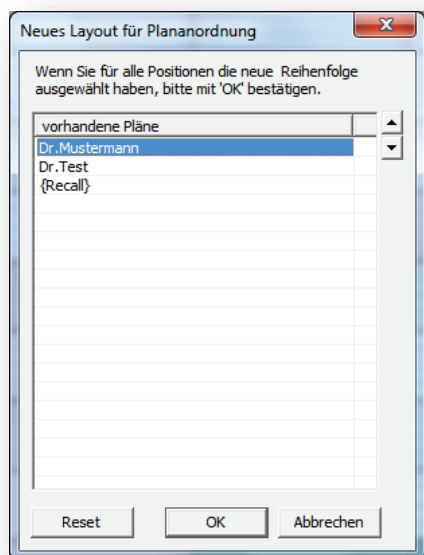 Neues Layout für Plananordnung
Wenn Sie für alle Positionen die neue Reihenfolge
ausgewählt haben, bitte mit 'OK' bestätigen.
vorhandene Pläne
Dr.Mustermann
Dr.Test
{Recall}
Reset
OK
Abbrechen